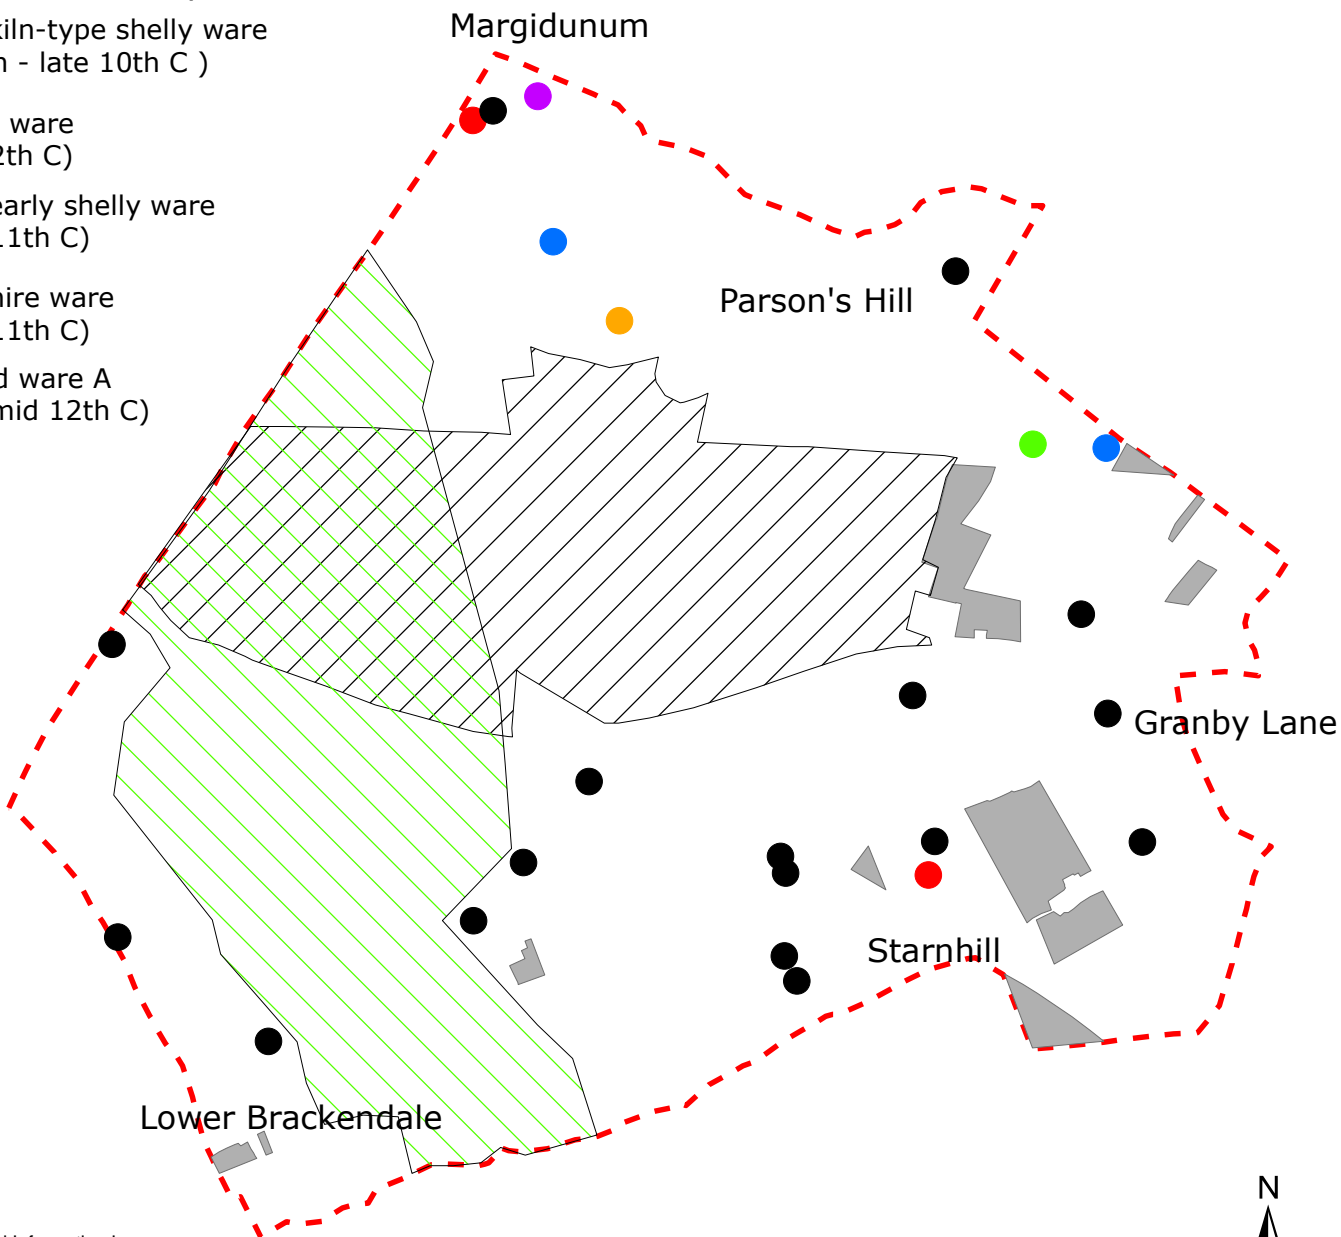 Margidunum
kiln-type shelly ware
- late 10th C )
ware
2th C)
early shelly ware
11th C)
Parson's Hill
ware
11th C)
ware A
mid 12th C)
Granby Lane
Starnhill
Lower Brackendale
N